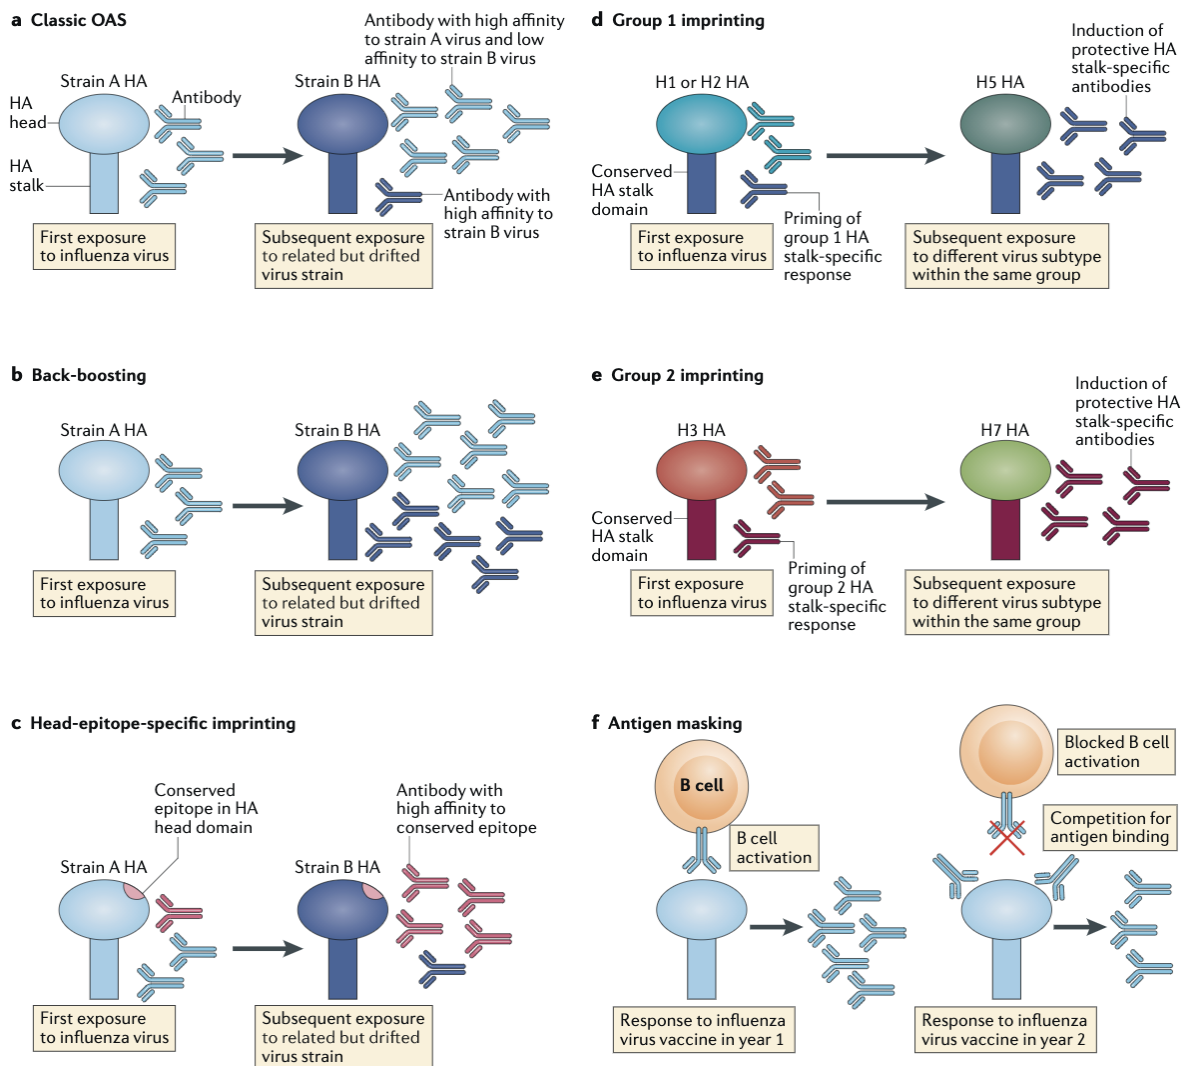 a Classic OAS
Strain A HA
HA
head
HA
stalk
Antibody
First exposure
to influenza virus
Antibody with high affinity
to strain A virus and low
affinity to strain B virus
Strain B HA
Antibody with
high affinity to
strain B virus
Subsequent exposure
to related but drifted
virus strain
b Back-boosting
Strain A HA
First exposure
to influenza virus
Strain B HA
Subsequent exposure
to related but drifted
virus strain
c Head-epitope-specific imprinting
Conserved
epitope in HA
head domain
Strain A HA
First exposure
to influenza virus
Antibody with
high affinity to
conserved epitope
Strain B HA
Subsequent exposure
to related but drifted
virus strain
d Group 1 imprinting
H1 or H2 HA
Conserved
HA stalk
domain
Priming of
group 1 HA
stalk-specific
response
First exposure
to influenza virus
Induction of
protective HA
stalk-specific
antibodies
H5 HA
Subsequent exposure
to different virus subtype
within the same group
e Group 2 imprinting
H3 HA
Conserved
HA stalk
domain
Priming of
group 2 HA
stalk-specific
response
First exposure
to influenza virus
Induction of
protective HA
stalk-specific
antibodies
H7 HA
Subsequent exposure
to different virus subtype
within the same group
f Antigen masking
B cell
B cell
activation
Response to influenza
virus vaccine in year 1
Blocked B cell
activation
Competition for
antigen binding
Response to influenza
virus vaccine in year 2